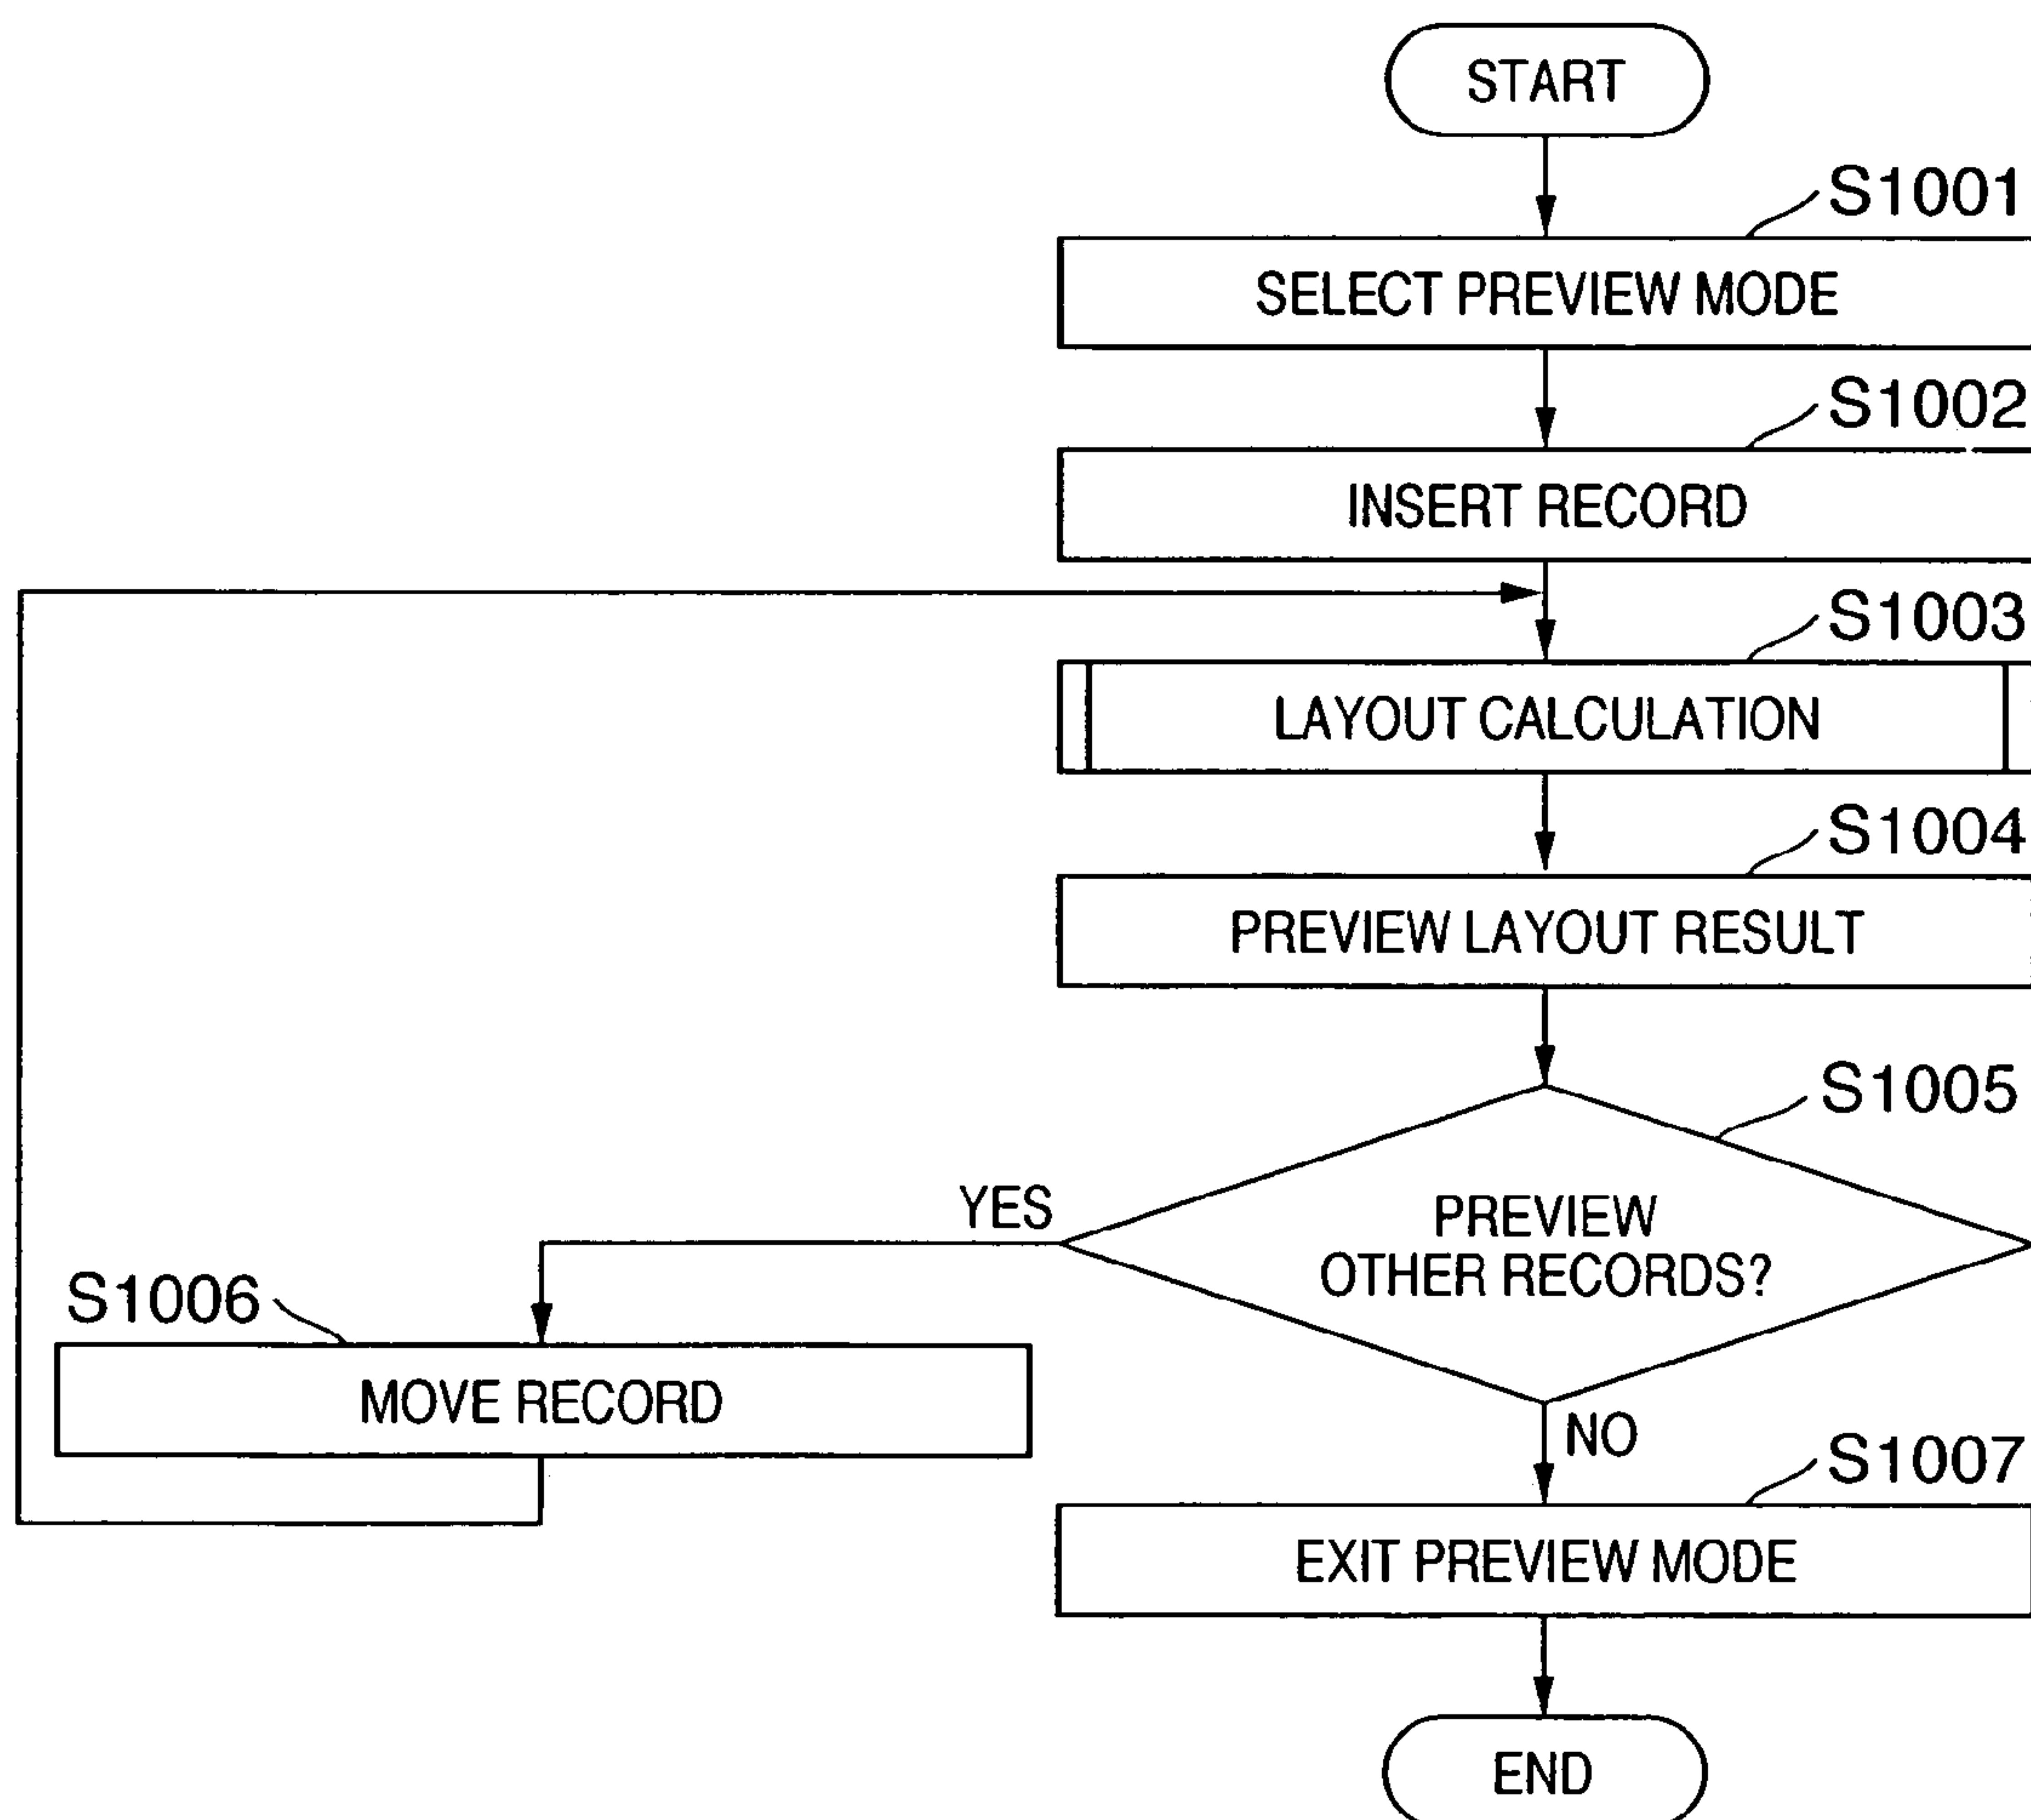 START
S1001
SELECT PREVIEW MODE
S1002
INSERT RECORD
S1003
LAYOUT CALCULATION
S1004
PREVIEW LAYOUT RESULT
S1005
PREVIEW
OTHER RECORDS?
YES
S1006
MOVE RECORD
NO
S1007
EXIT PREVIEW MODE
END